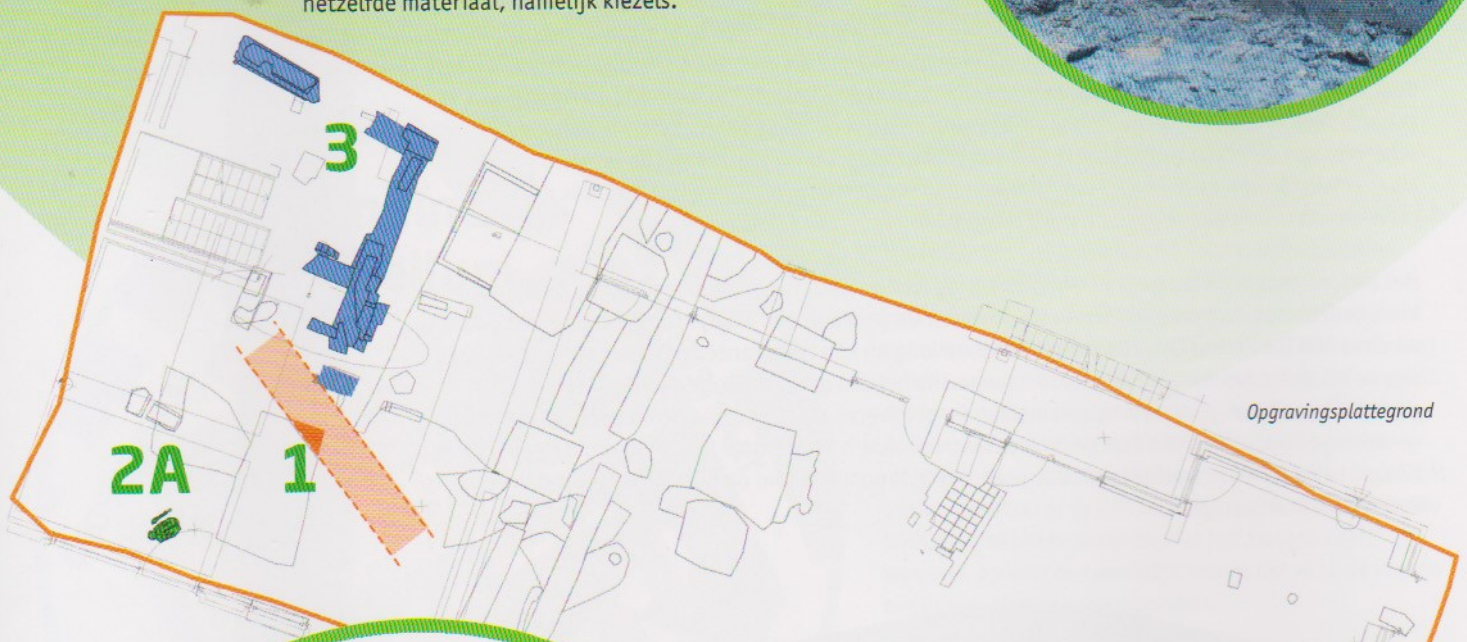 hetzelfde materiaal, namelijk kiezels.
3
Opgravingsplattegrond
2A
1